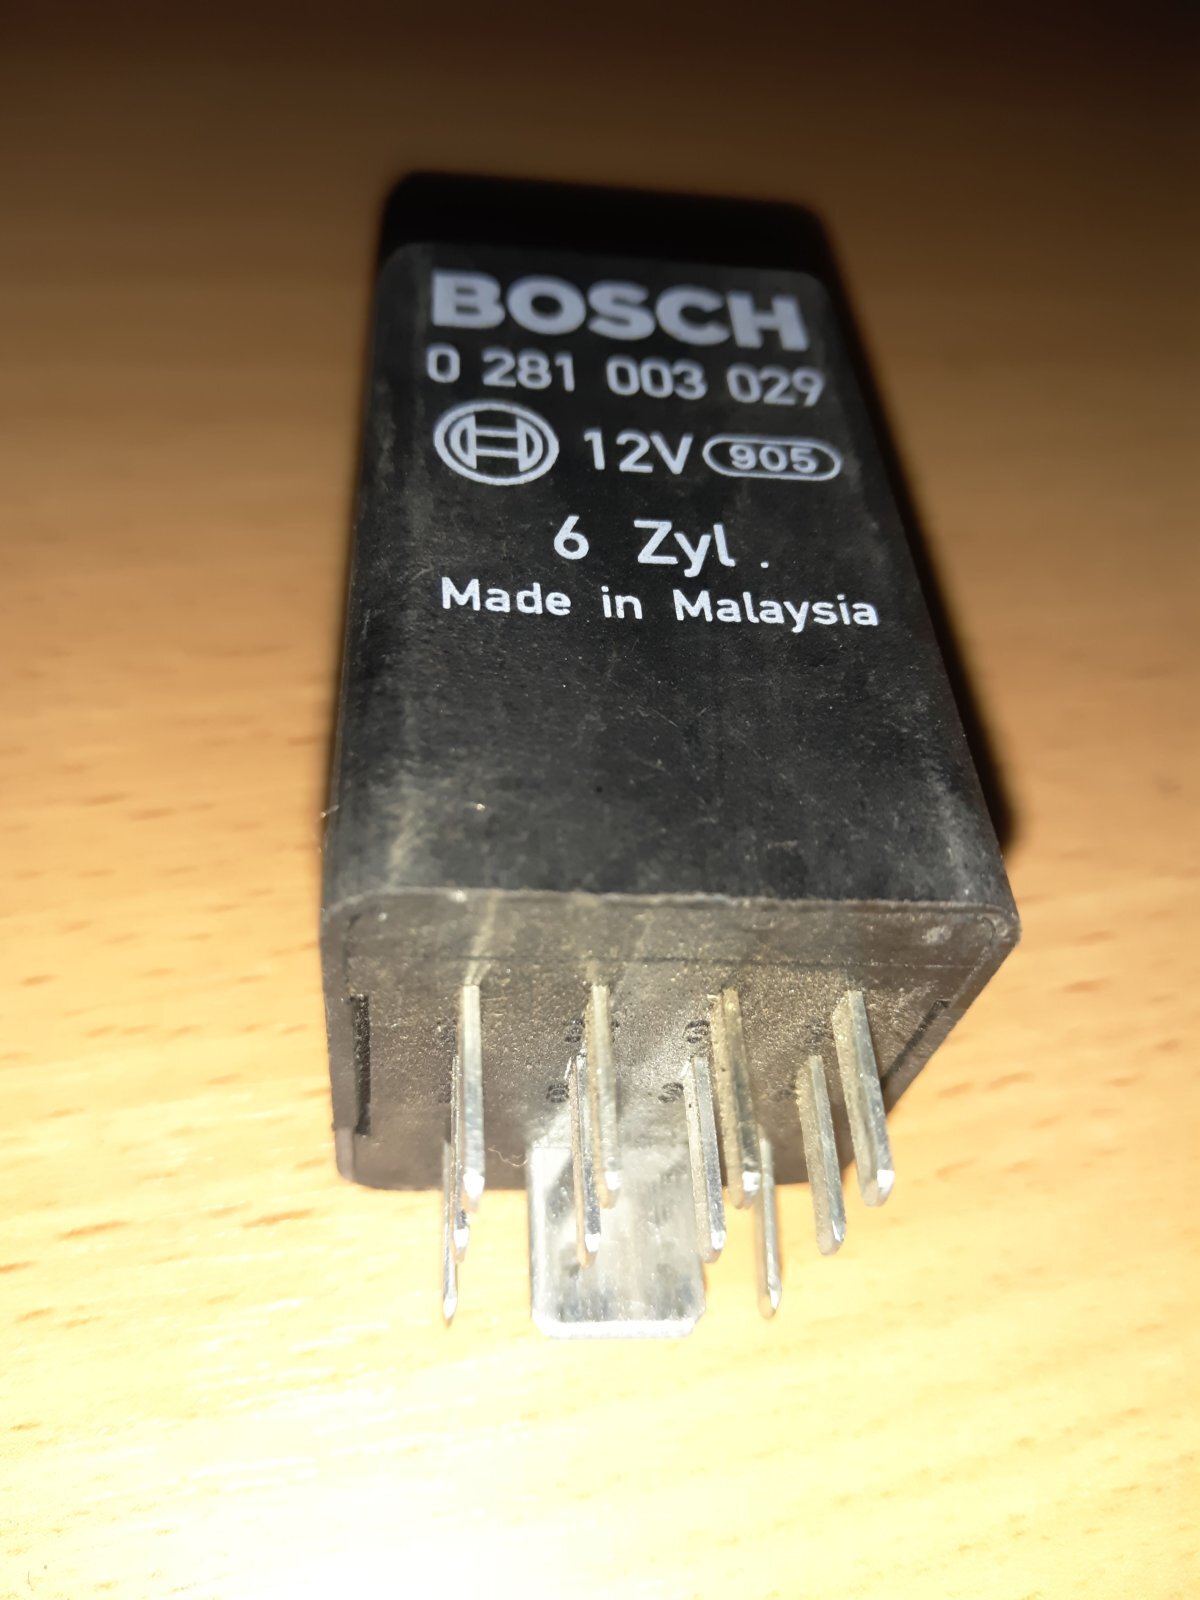 BOSCH
0 281 003 029
12V 905
6 Zyl.
Made in Malaysia